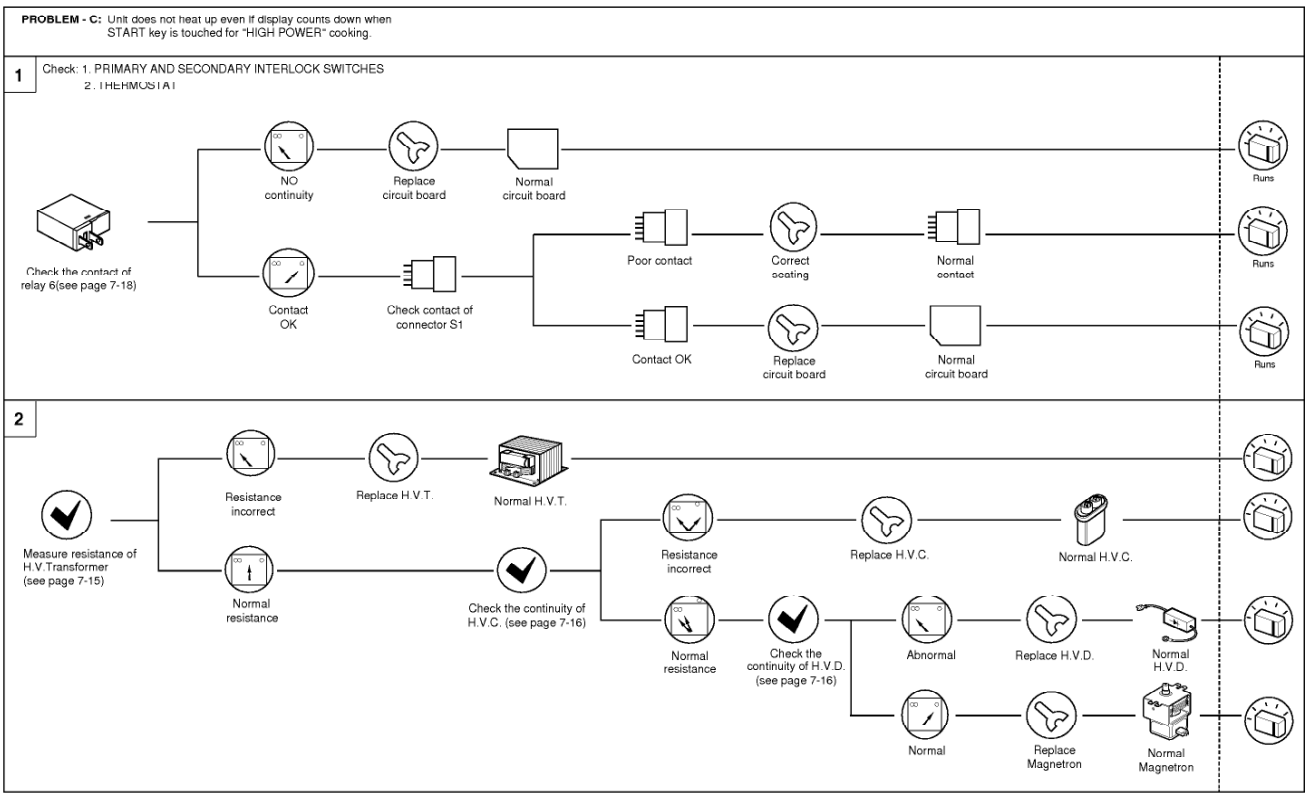 PROBLEM - C: Unit does not heat up even if display counts down when
START key is touched for "HIGH POWER" cooking.
1
Check: 1. PRIMARY AND SECONDARY INTERLOCK SWITCHES
2. THERMOSTAT
NO
continuity
Replace
circuit board
Normal
circuit board
Runs
Check the contact of
relay 6(see page 7-18)
Contact
OK
Check contact of
connector S1
Poor contact
Correct
seating
Normal
contact
Runs
Contact OK
Replace
circuit board
Normal
circuit board
Runs
2
Resistance
incorrect
Replace H.V.T.
Normal H.V.T.
Measure resistance of
H.V.Transformer
(see page 7-15)
Normal
resistance
Check the continuity of
H.V.C. (see page 7-16)
Resistance
incorrect
Replace H.V.C.
Normal H.V.C.
Normal
resistance
Check the
continuity of H.V.D.
(see page 7-16)
Abnormal
Replace H.V.D.
Normal
H.V.D.
Normal
Replace
Magnetron
Normal
Magnetron